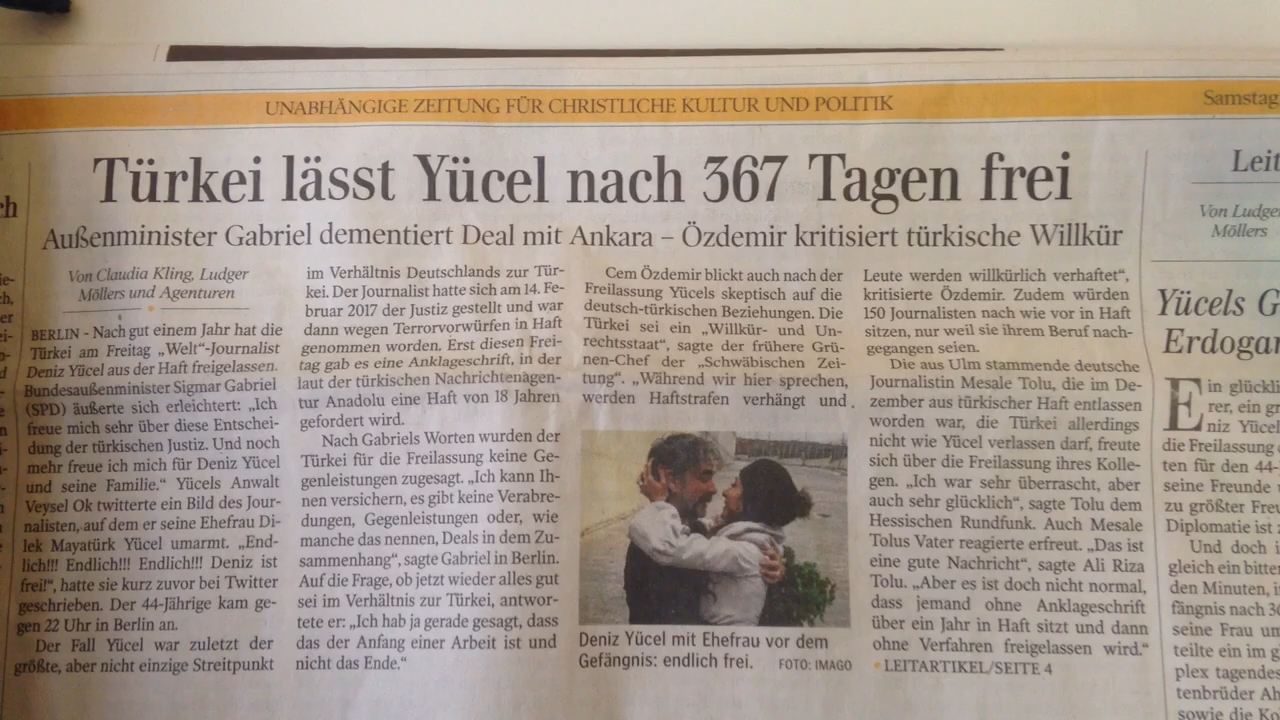 UNABHÄNGIGE ZEITUNG FÜR CHRISTLICHE KULTUR UND POLITIK
Samstag
Türkei lässt Yücel nach 367 Tagen frei
Außenminister Gabriel dementiert Deal mit Ankara – Özdemir kritisiert türkische Willkür
Von Claudia Kling, Ludger
Möllers und Agenturen
BERLIN - Nach gut einem Jahr hat die
Türkei am Freitag „Welt“-Journalist
Deniz Yücel aus der Haft freigelassen.
Bundesaußenminister Sigmar Gabriel
(SPD) äußerte sich erleichtert: „Ich
freue mich sehr über diese Entschei-
dung der türkischen Justiz. Und noch
mehr freue ich mich für Deniz Yücel
und seine Familie.“ Yücels Anwalt
Veysel Ok twitterte ein Bild des Jour-
nalisten, auf dem er seine Ehefrau Di-
lek Mayatürk Yücel umarmt. „End-
lich!!! Endlich!!! Endlich!!! Deniz ist
frei!“, hatte sie kurz zuvor bei Twitter
geschrieben. Der 44-Jährige kam ge-
gen 22 Uhr in Berlin an.
Der Fall Yücel war zuletzt der
größte, aber nicht einzige Streitpunkt
im Verhältnis Deutschlands zur Tür-
kei. Der Journalist hatte sich am 14. Fe-
bruar 2017 der Justiz gestellt und war
dann wegen Terrorvorwürfen in Haft
genommen worden. Erst diesen Frei-
tag gab es eine Anklageschrift, in der
laut der türkischen Nachrichtenagen-
tur Anadolu eine Haft von 18 Jahren
gefordert wird.
Nach Gabriels Worten wurden der
Türkei für die Freilassung keine Ge-
genleistungen zugesagt. „Ich kann Ih-
nen versichern, es gibt keine Verabre-
dungen, Gegenleistungen oder, wie
manche das nennen, Deals in dem Zu-
sammenhang“, sagte Gabriel in Berlin.
Auf die Frage, ob jetzt wieder alles gut
sei im Verhältnis zur Türkei, antwor-
tete er: „Ich hab ja gerade gesagt, dass
das der Anfang einer Arbeit ist und
nicht das Ende.“
Cem Özdemir blickt auch nach der
Freilassung Yücels skeptisch auf die
deutsch-türkischen Beziehungen. Die
Türkei sei ein „Willkür- und Un-
rechtsstaat“, sagte der frühere Grü-
nen-Chef der „Schwäbischen Zei-
tung“. „Während wir hier sprechen,
werden Haftstrafen verhängt und
Deniz Yücel mit Ehefrau vor dem
Gefängnis: endlich frei. FOTO: IMAGO
Leute werden willkürlich verhaftet“,
kritisierte Özdemir. Zudem würden
150 Journalisten nach wie vor in Haft
sitzen, nur weil sie ihrem Beruf nach-
gegangen seien.
Die aus Ulm stammende deutsche
Journalistin Mesale Tolu, die im De-
zember aus türkischer Haft entlassen
worden war, die Türkei allerdings
nicht wie Yücel verlassen darf, freute
sich über die Freilassung ihres Kolle-
gen. „Ich war sehr überrascht, aber
auch sehr glücklich“, sagte Tolu dem
Hessischen Rundfunk. Auch Mesale
Tolus Vater reagierte erfreut. „Das ist
eine gute Nachricht“, sagte Ali Riza
Tolu. „Aber es ist doch nicht normal,
dass jemand ohne Anklageschrift
über ein Jahr in Haft sitzt und dann
ohne Verfahren freigelassen wird.“
• LEITARTIKEL/SEITE 4
Leit
Von Ludge
Möllers
Yücels G
Erdoga
Ein glückli
rer, ein gr
niz Yücel
die Freilassung
ten für den 44-
seine Freunde
zu größter Freu
Diplomatie ist
Und doch i
gleich ein bitter
den Minuten, i
fängnis nach 36
seine Frau um
teilte ein im g
plex tagendes
tenbrüder Ah
sowie die Ko